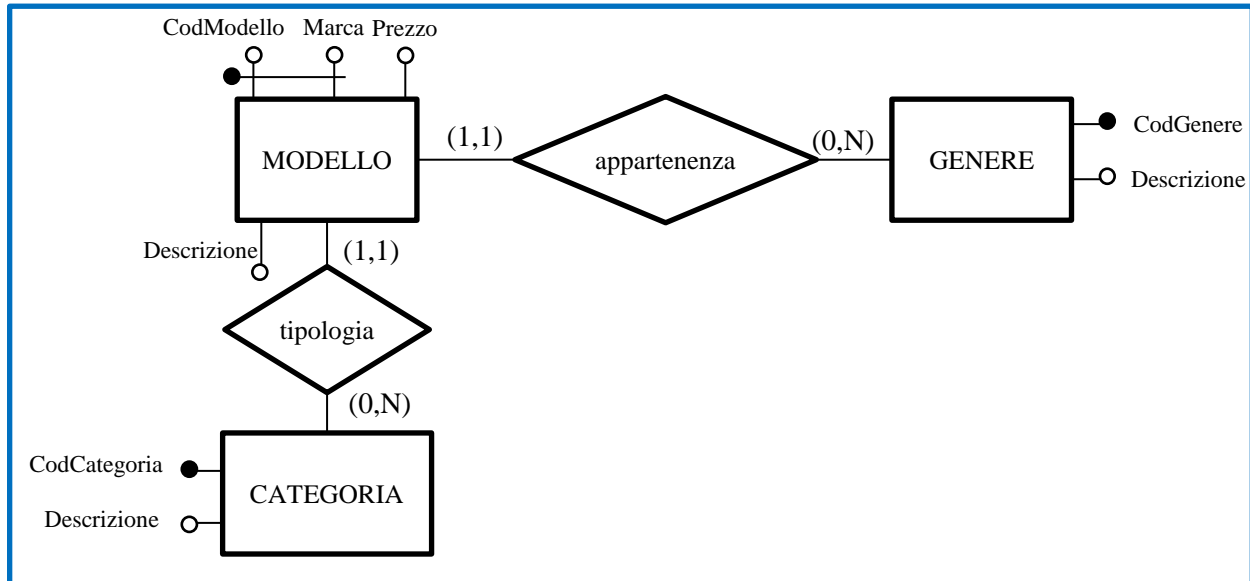 CodModello Marca Prezzo
(1,1) (0,N)
MODELLO appartenenza GENERE
CodGenere
Descrizione
Descrizione
(1,1)
tipologia
(0,N)
CodCategoria
CATEGORIA
Descrizione